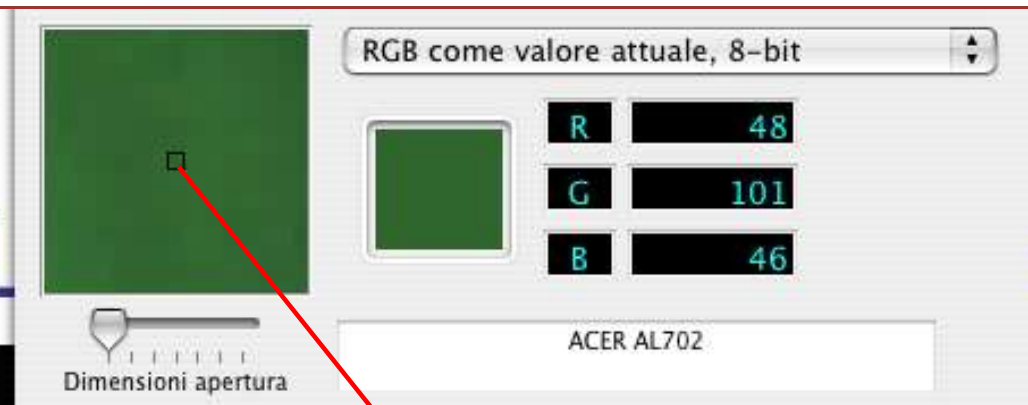 RGB come valore attuale, 8-bit
R 48
G 101
B 46
ACER AL702
Dimensioni apertura